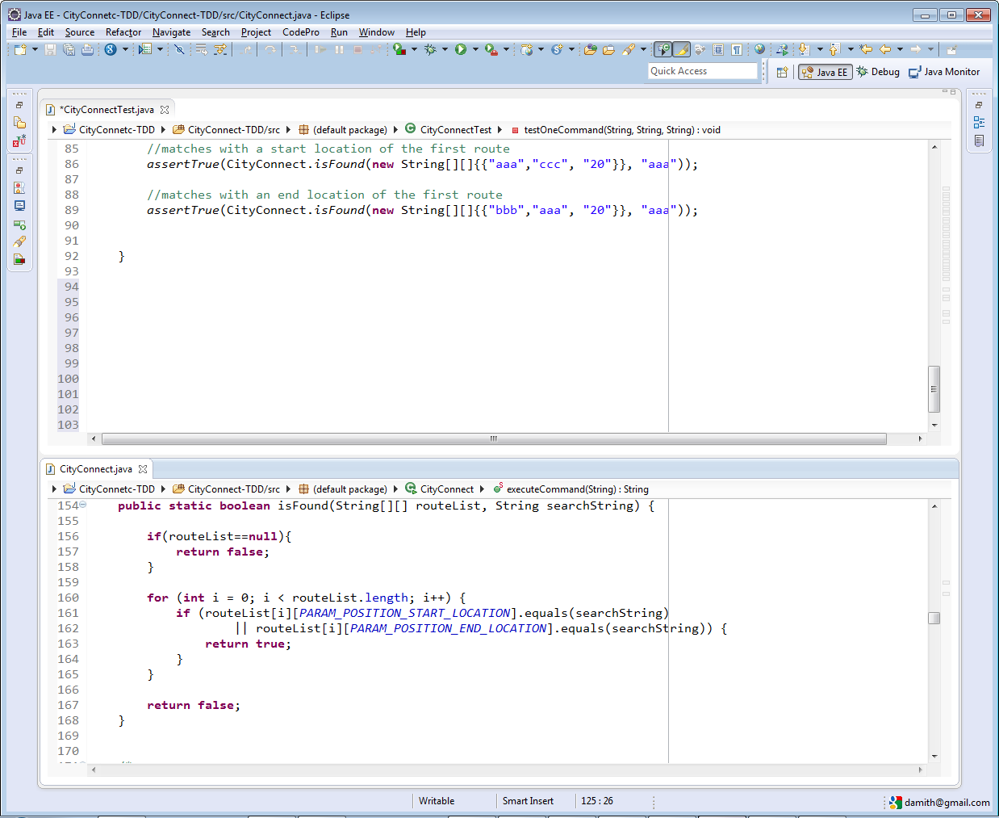 Java EE - CityConnetc-TDD/CityConnect-TDD/src/CityConnect.java - Eclipse
File Edit Source Refactor Navigate Search Project CodePro Run Window Help
Quick Access
Java EE Debug Java Monitor
*CityConnectTest.java
CityConnetc-TDD CityConnect-TDD/src (default package) CityConnectTest testOneCommand(String, String, String) : void
85 //matches with a start location of the first route
86 assertTrue(CityConnect.isFound(new String[][]{{"aaa","ccc", "20"}}, "aaa"));
87
88 //matches with an end location of the first route
89 assertTrue(CityConnect.isFound(new String[][]{{"bbb","aaa", "20"}}, "aaa"));
90
91
92 }
93
94
95
96
97
98
99
100
101
102
103
CityConnect.java
CityConnetc-TDD CityConnect-TDD/src (default package) CityConnect executeCommand(String) : String
154 public static boolean isFound(String[][] routeList, String searchString) {
155
156 if(routeList==null){
157 return false;
158 }
159
160 for (int i = 0; i < routeList.length; i++) {
161 if (routeList[i][PARAM_POSITION_START_LOCATION].equals(searchString)
162 || routeList[i][PARAM_POSITION_END_LOCATION].equals(searchString)) {
163 return true;
164 }
165 }
166
167 return false;
168 }
169
170
Writable Smart Insert 125 : 26 damith@gmail.com